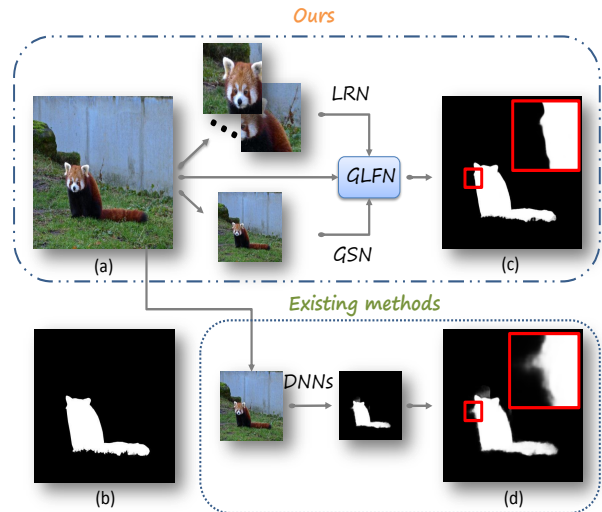 Ours
LRN
GLFN
GSN
(a)
(c)
Existing methods
DNNs
(b)
(d)